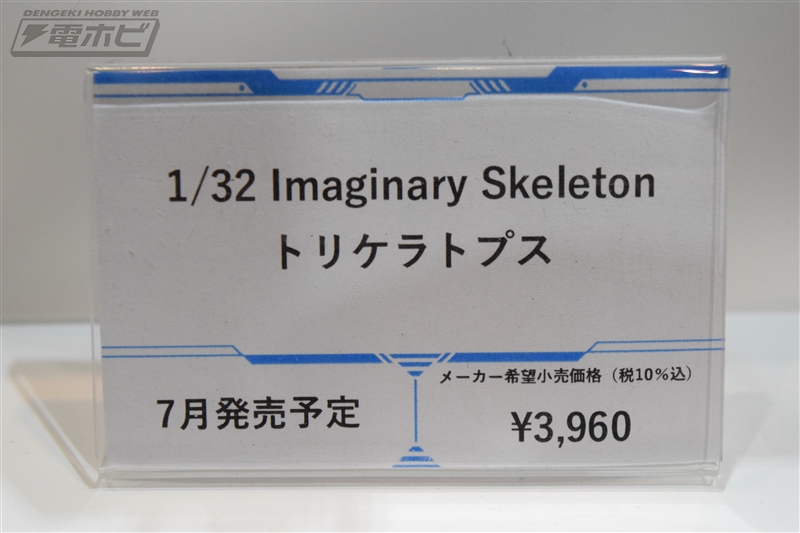 DENGEKI HOBBY WEB
電ホビ
1/32 Imaginary Skeleton
トリケラトプス
7月発売予定
メーカー希望小売価格（税10%込）
¥3,960